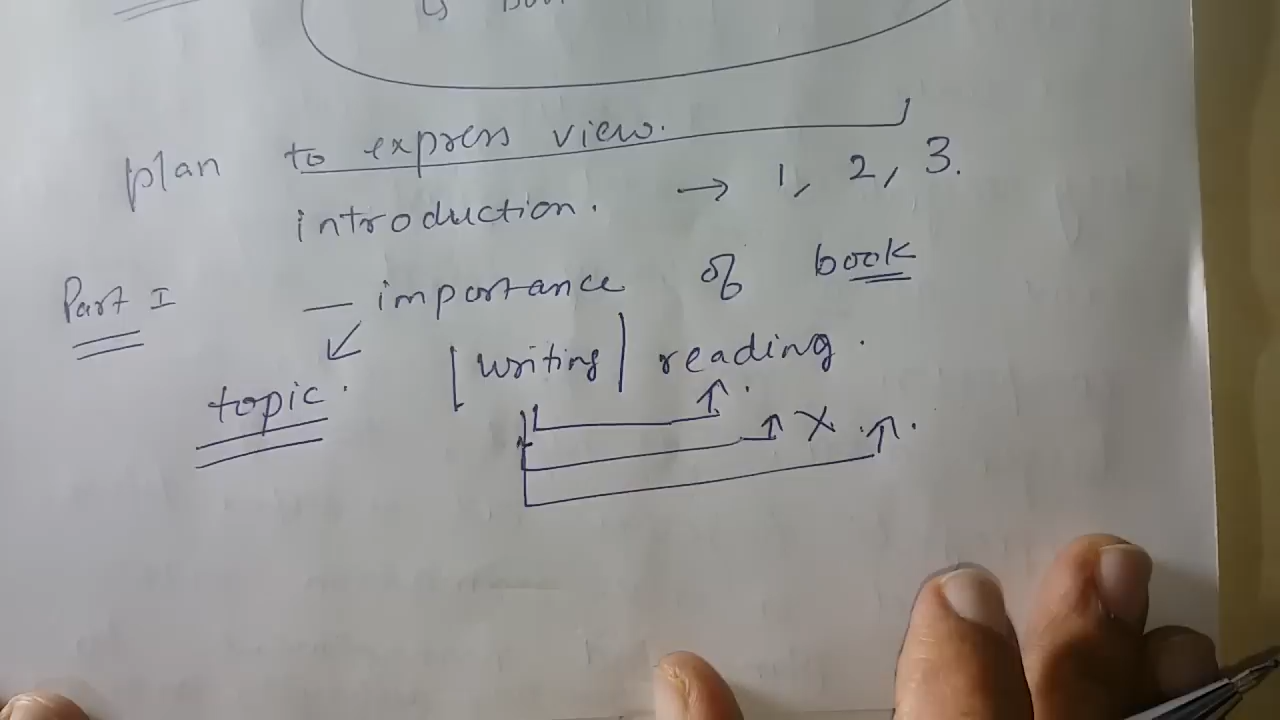 plan to express view.
introduction. → 1, 2, 3.
Part I — importance of book
topic. | writing | reading.
X